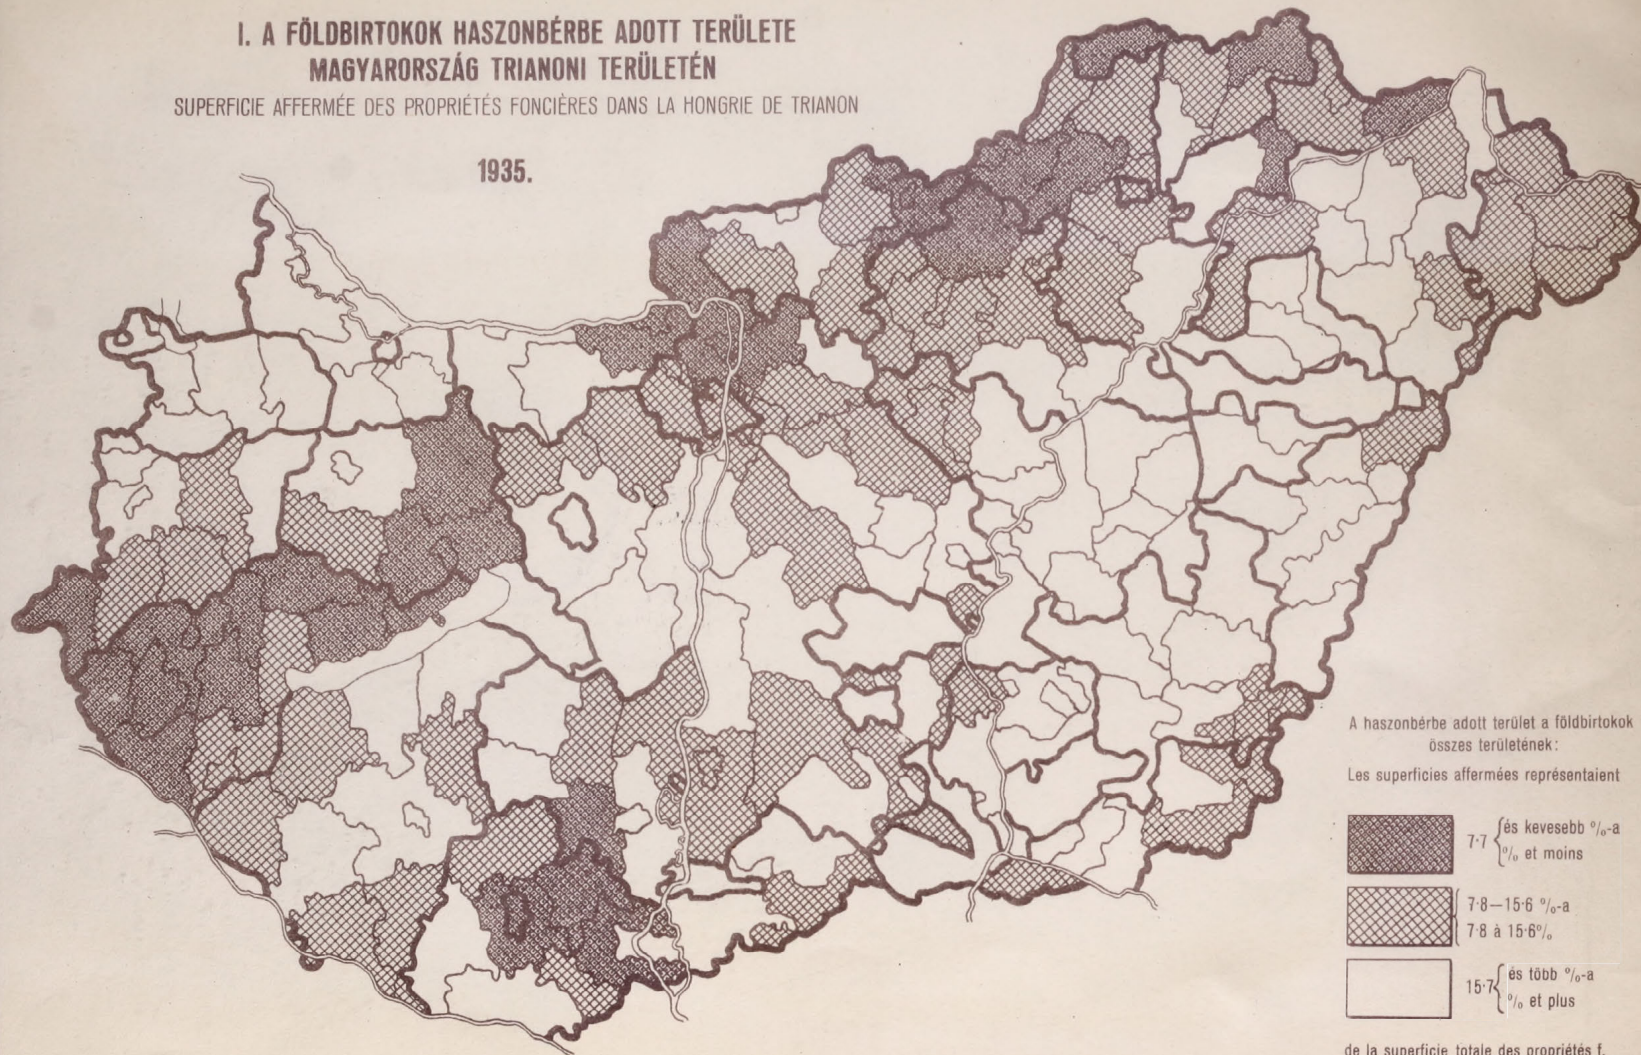 I. A FÖLDBIRTOKOK HASZONBÉRBE ADOTT TERÜLETE
MAGYARORSZÁG TRIANONI TERÜLETÉN
SUPERFICIE AFFERMÉE DES PROPRIÉTÉS FONCIÈRES DANS LA HONGRIE DE TRIANON
1935.
A haszonbérbe adott terület a földbirtokok
összes területének:
Les superficies affermées représentaient
7·7 { és kevesebb %-a
% et moins
7·8—15·6 %-a
7·8 à 15·6%
15·7 { és több %-a
% et plus
de la superficie totale des propriétés f.